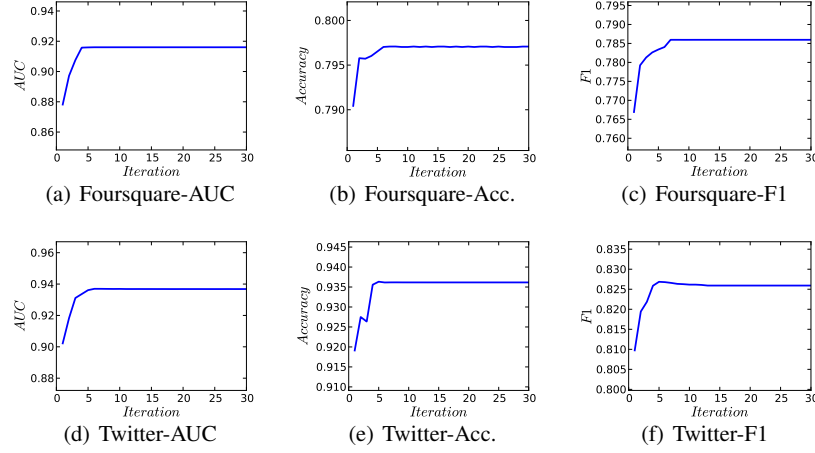 0.94
0.92
0.90
0.88
0.86
AUC
0 5 10 15 20 25 30
Iteration
(a) Foursquare-AUC
0.800
0.795
0.790
Accuracy
0 5 10 15 20 25 30
Iteration
(b) Foursquare-Acc.
0.795
0.790
0.785
0.780
0.775
0.770
0.765
0.760
F1
0 5 10 15 20 25 30
Iteration
(c) Foursquare-F1
0.96
0.94
0.92
0.90
0.88
AUC
0 5 10 15 20 25 30
Iteration
(d) Twitter-AUC
0.945
0.940
0.935
0.930
0.925
0.920
0.915
0.910
Accuracy
0 5 10 15 20 25 30
Iteration
(e) Twitter-Acc.
0.835
0.830
0.825
0.820
0.815
0.810
0.805
0.800
F1
0 5 10 15 20 25 30
Iteration
(f) Twitter-F1